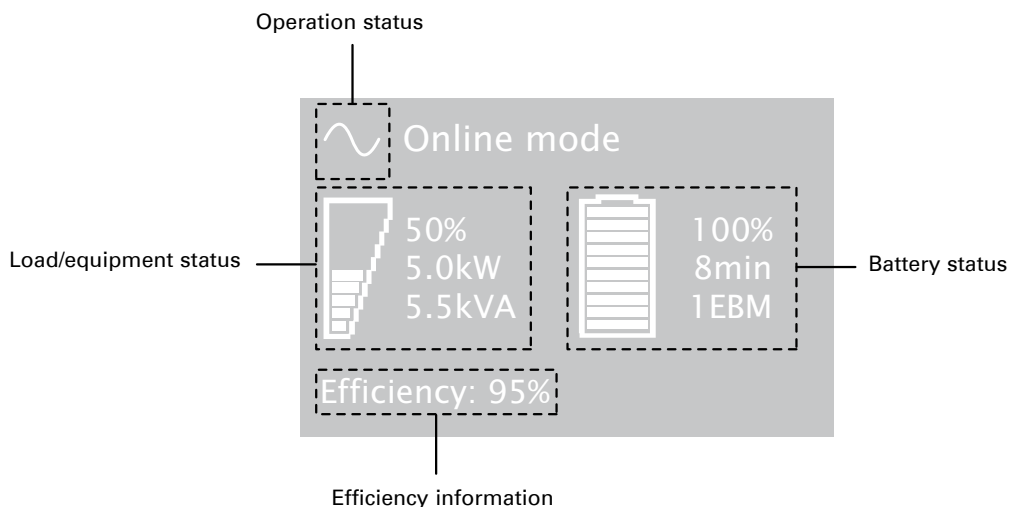 Operation status
Online mode
Load/equipment status
50%
5.0kW
5.5kVA
100%
8min
1EBM
Battery status
Efficiency: 95%
Efficiency information